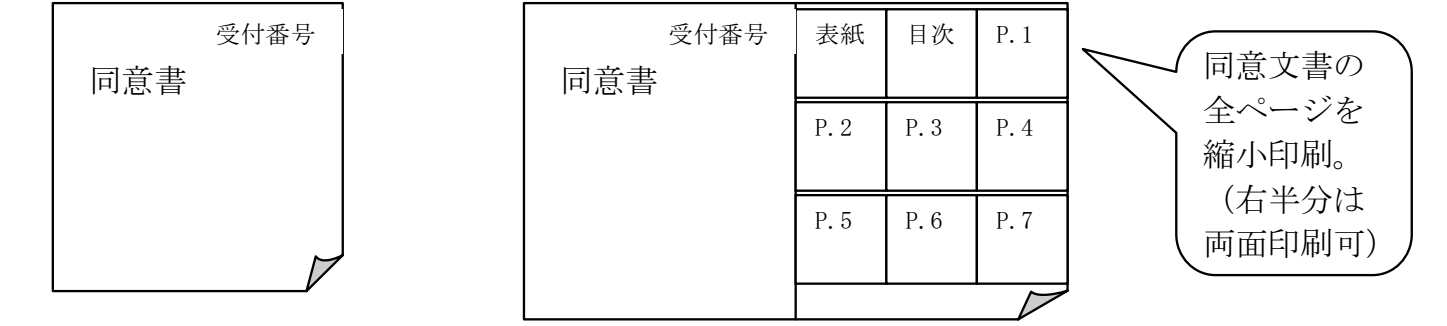 受付番号
同意書
受付番号
同意書
表紙 目次 P.1
P.2 P.3 P.4
P.5 P.6 P.7
同意文書の
全ページを
縮小印刷。
（右半分は
両面印刷可）